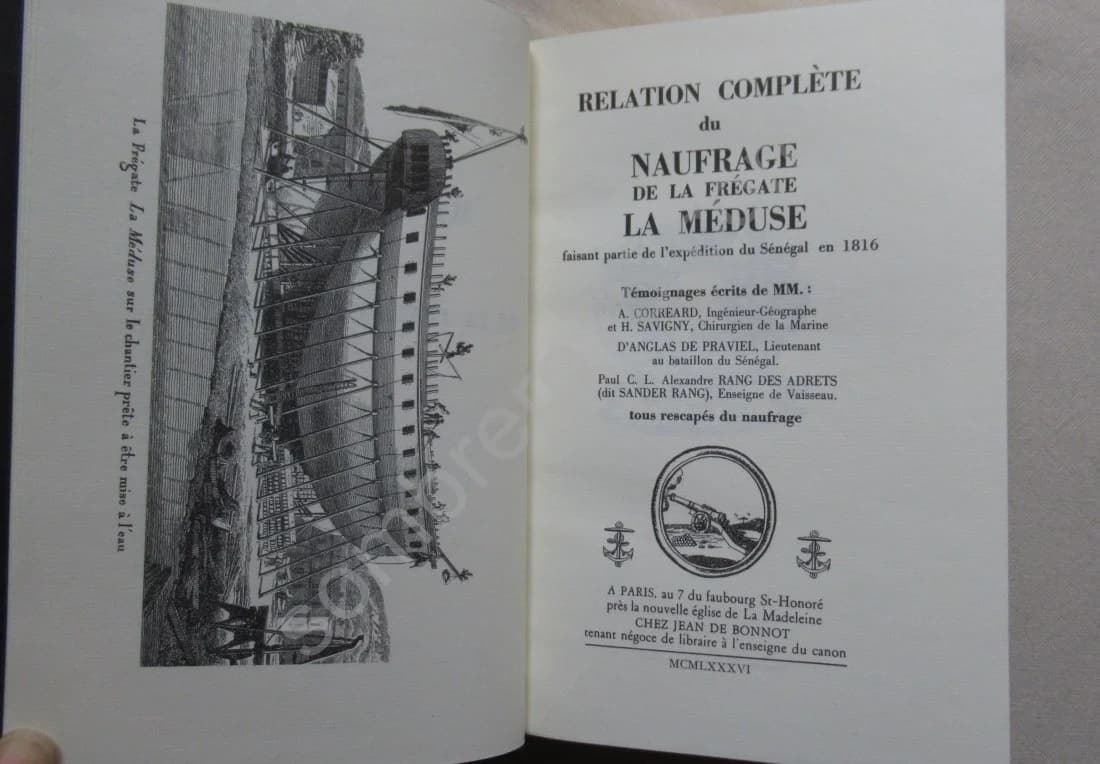 La Frégate La Méduse sur le chantier prête à être mise à l'eau
RELATION COMPLÈTE
du
NAUFRAGE
DE LA FRÉGATE
LA MÉDUSE
faisant partie de l'expédition du Sénégal en 1816
Témoignages écrits de MM. :
A. CORREARD, Ingénieur-Géographe
et H. SAVIGNY, Chirurgien de la Marine
D'ANGLAS DE PRAVIEL, Lieutenant
au bataillon du Sénégal.
Paul C. L. Alexandre RANG DES ADRETS
(dit SANDER RANG), Enseigne de Vaisseau.
tous rescapés du naufrage
A PARIS, au 7 du faubourg St-Honoré
près la nouvelle église de La Madeleine
CHEZ JEAN DE BONNOT
tenant négoce de libraire à l'enseigne du canon
MCMLXXXVI